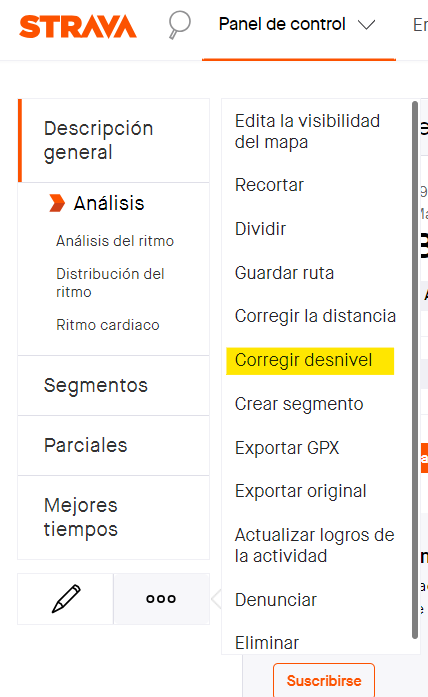 STRAVA
Panel de control
Descripción
general
Análisis
Análisis del ritmo
Distribución del
ritmo
Ritmo cardiaco
Segmentos
Parciales
Mejores
tiempos
Edita la visibilidad
del mapa
Recortar
Dividir
Guardar ruta
Corregir la distancia
Corregir desnivel
Crear segmento
Exportar GPX
Exportar original
Actualizar logros de
la actividad
Denunciar
Eliminar
Suscribirse